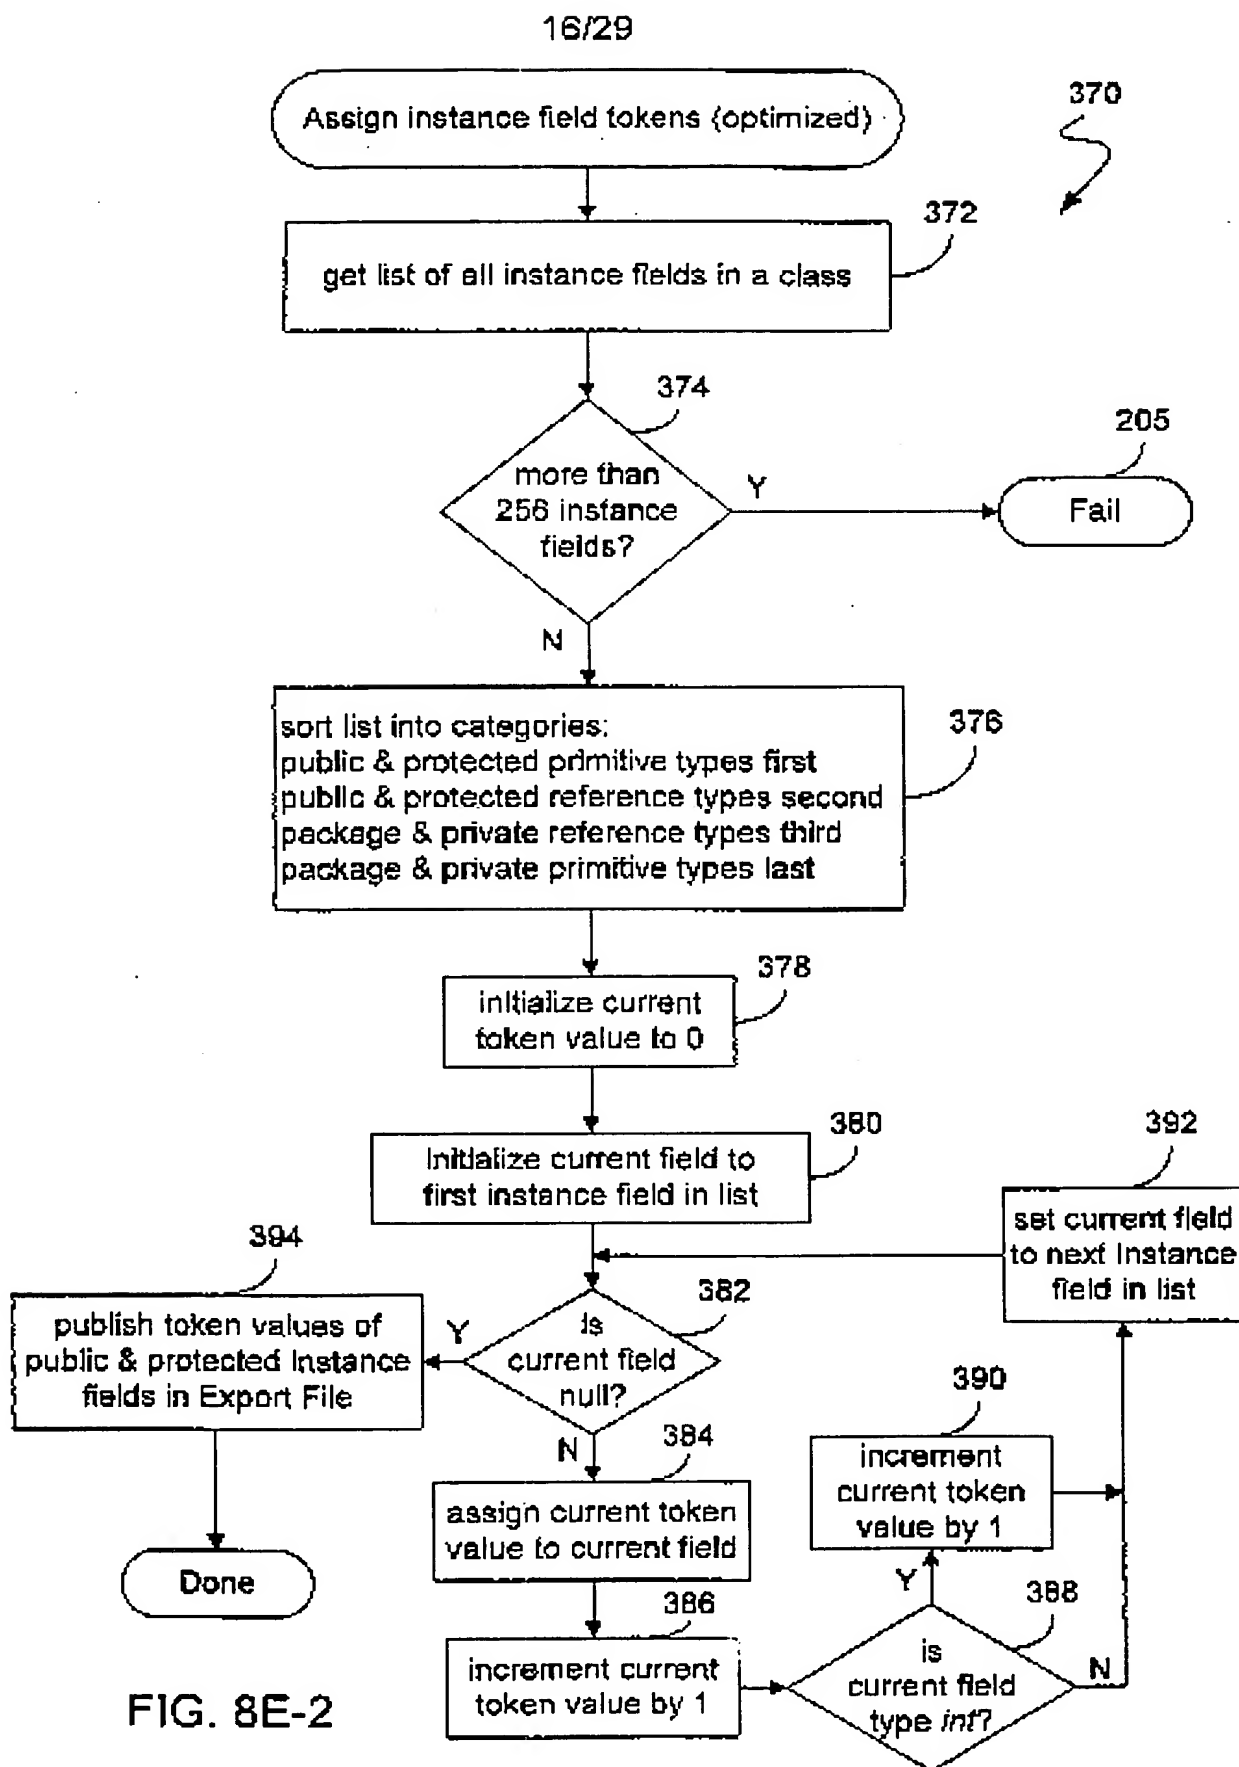 16/29
Assign instance field tokens (optimized)
370
372
get list of all instance fields in a class
374
more than
256 instance
fields?
Y
205
Fail
N
376
sort list into categories:
public & protected primitive types first
public & protected reference types second
package & private reference types third
package & private primitive types last
378
initialize current
token value to 0
380
initialize current field to
first instance field in list
392
set current field
to next instance
field in list
394
publish token values of
public & protected instance
fields in Export File
Y
382
is
current field
null?
N
384
assign current token
value to current field
390
increment
current token
value by 1
Done
386
increment current
token value by 1
Y
388
is
current field
type int?
N
FIG. 8E-2